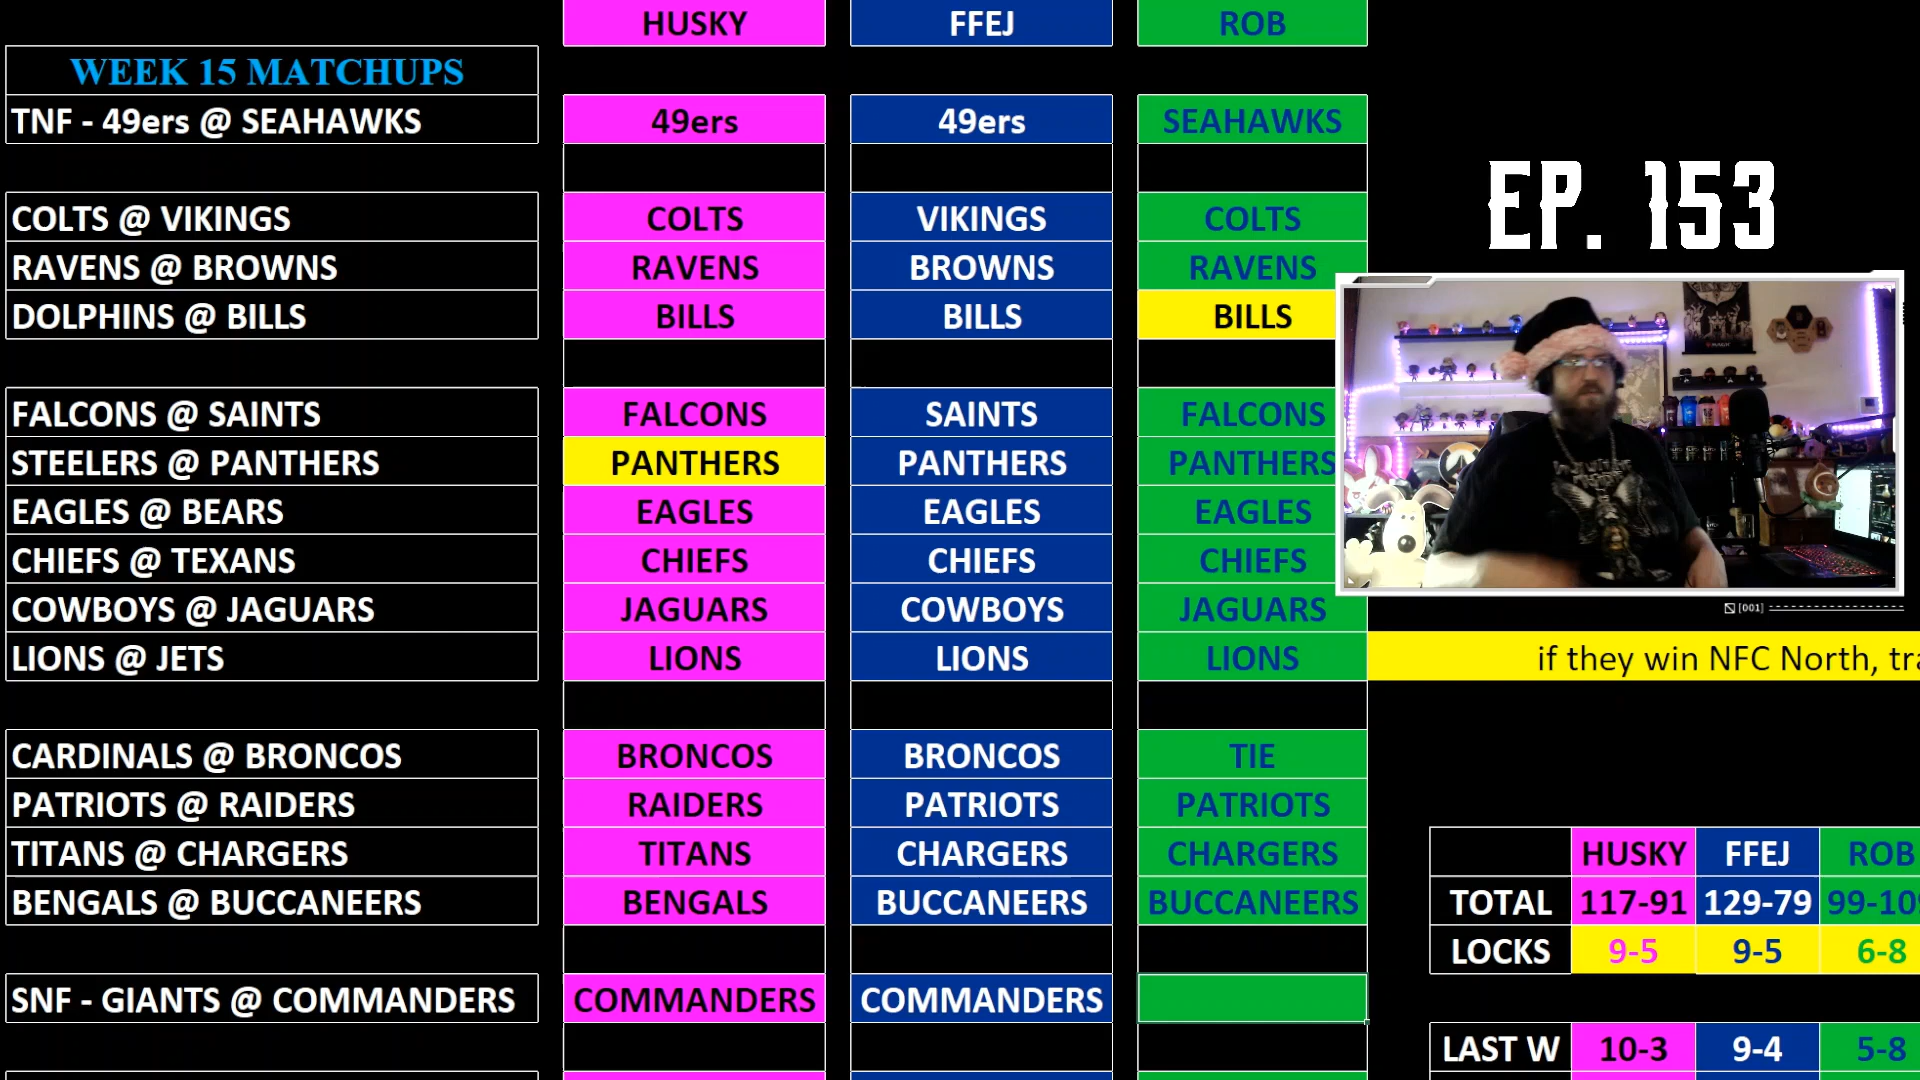 HUSKY FFEJ ROB
WEEK 15 MATCHUPS
TNF - 49ers @ SEAHAWKS 49ers 49ers SEAHAWKS
EP. 153
COLTS @ VIKINGS COLTS VIKINGS COLTS
RAVENS @ BROWNS RAVENS BROWNS RAVENS
DOLPHINS @ BILLS BILLS BILLS BILLS
FALCONS @ SAINTS FALCONS SAINTS FALCONS
STEELERS @ PANTHERS PANTHERS PANTHERS PANTHERS
EAGLES @ BEARS EAGLES EAGLES EAGLES
CHIEFS @ TEXANS CHIEFS CHIEFS CHIEFS
COWBOYS @ JAGUARS JAGUARS COWBOYS JAGUARS
[001]
LIONS @ JETS LIONS LIONS LIONS if they win NFC North, tra
CARDINALS @ BRONCOS BRONCOS BRONCOS TIE
PATRIOTS @ RAIDERS RAIDERS PATRIOTS PATRIOTS
TITANS @ CHARGERS TITANS CHARGERS CHARGERS HUSKY FFEJ ROB
BENGALS @ BUCCANEERS BENGALS BUCCANEERS BUCCANEERS TOTAL 117-91 129-79 99-10
LOCKS 9-5 9-5 6-8
SNF - GIANTS @ COMMANDERS COMMANDERS COMMANDERS
LAST W 10-3 9-4 5-8